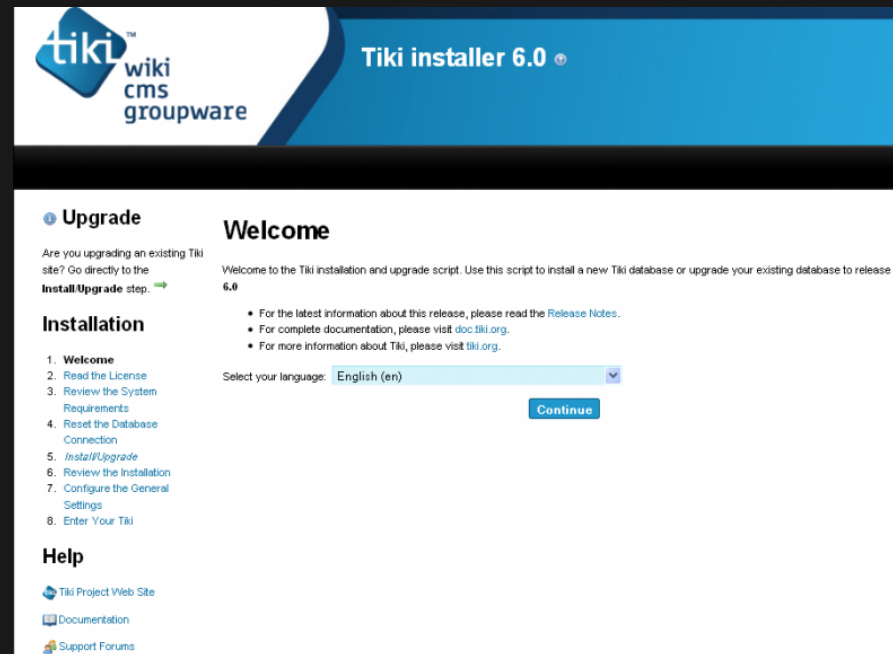 tiki™
wiki
cms
groupware
Tiki installer 6.0
Upgrade
Are you upgrading an existing Tiki
site? Go directly to the
Install/Upgrade step.
Installation
1. Welcome
2. Read the License
3. Review the System
Requirements
4. Reset the Database
Connection
5. Install/Upgrade
6. Review the Installation
7. Configure the General
Settings
8. Enter Your Tiki
Help
Tiki Project Web Site
Documentation
Support Forums
Welcome
Welcome to the Tiki installation and upgrade script. Use this script to install a new Tiki database or upgrade your existing database to release
6.0
• For the latest information about this release, please read the Release Notes.
• For complete documentation, please visit doc.tiki.org.
• For more information about Tiki, please visit tiki.org.
Select your language: English (en)
Continue